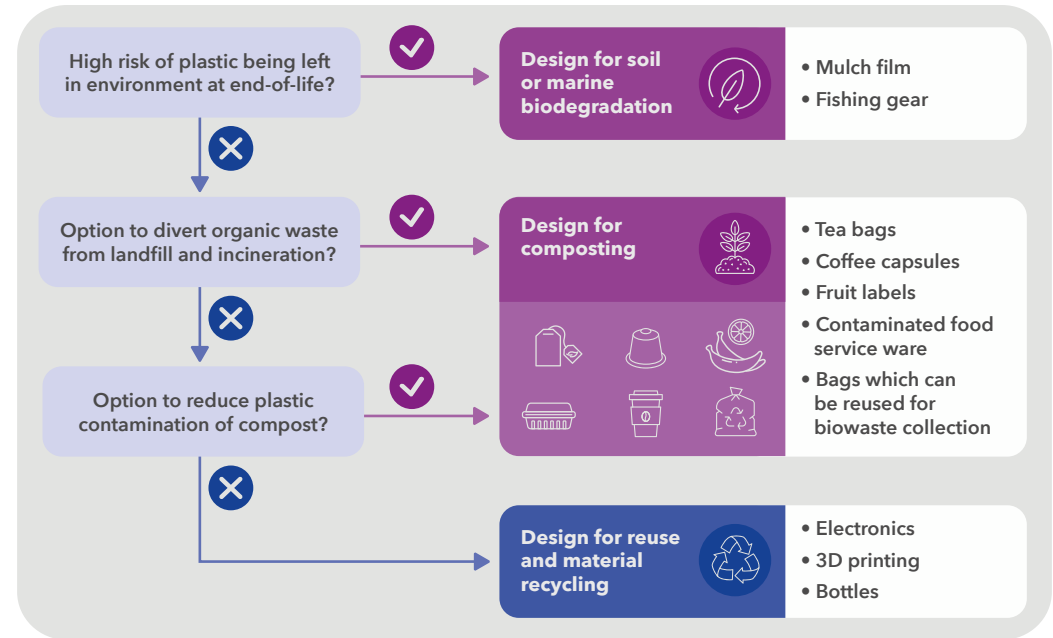 High risk of plastic being left
in environment at end-of-life?
Design for soil
or marine
biodegradation
• Mulch film
• Fishing gear
Option to divert organic waste
from landfill and incineration?
Design for
composting
• Tea bags
• Coffee capsules
• Fruit labels
• Contaminated food
service ware
• Bags which can
be reused for
biowaste collection
Option to reduce plastic
contamination of compost?
Design for reuse
and material
recycling
• Electronics
• 3D printing
• Bottles